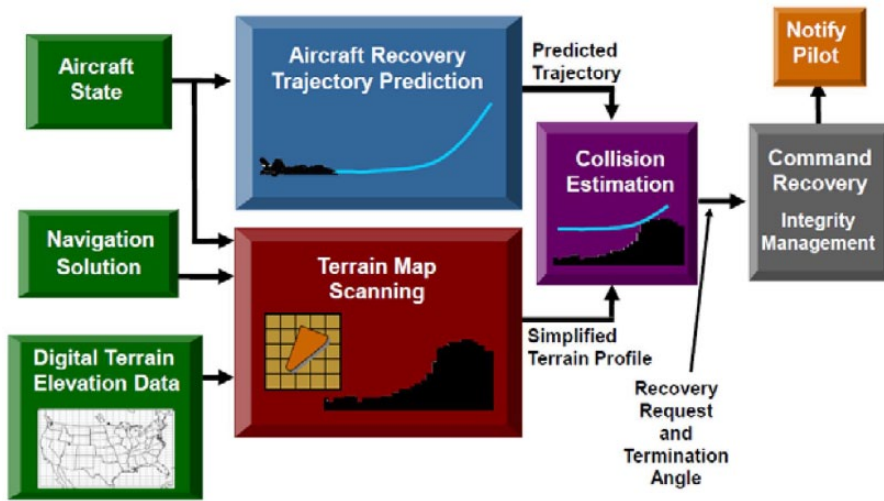 Aircraft
State
Aircraft Recovery
Trajectory Prediction
Predicted
Trajectory
Notify
Pilot
Navigation
Solution
Terrain Map
Scanning
Collision
Estimation
Command
Recovery
Integrity
Management
Digital Terrain
Elevation Data
Simplified
Terrain Profile
Recovery
Request
and
Termination
Angle